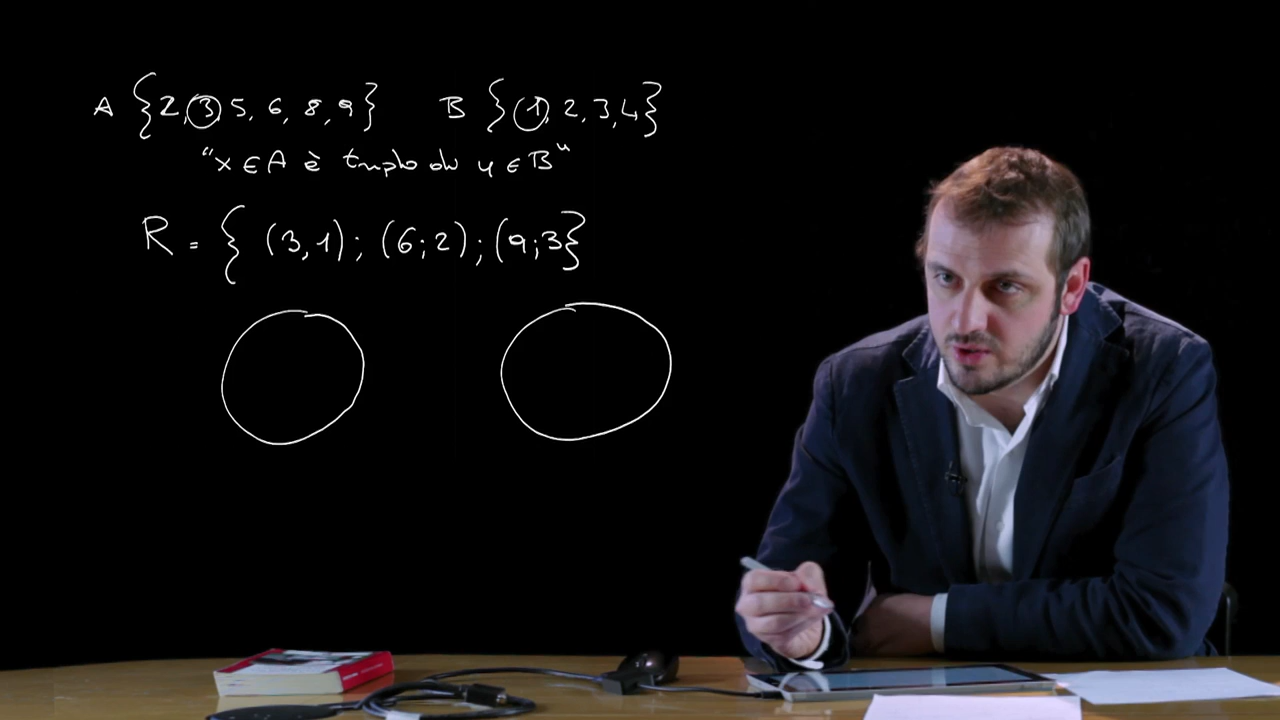 A {2, 3, 5, 6, 8, 9} B {1, 2, 3, 4}
"x ∈ A è triplo di y ∈ B"
R = { (3, 1) ; (6 ; 2) ; (9 ; 3}